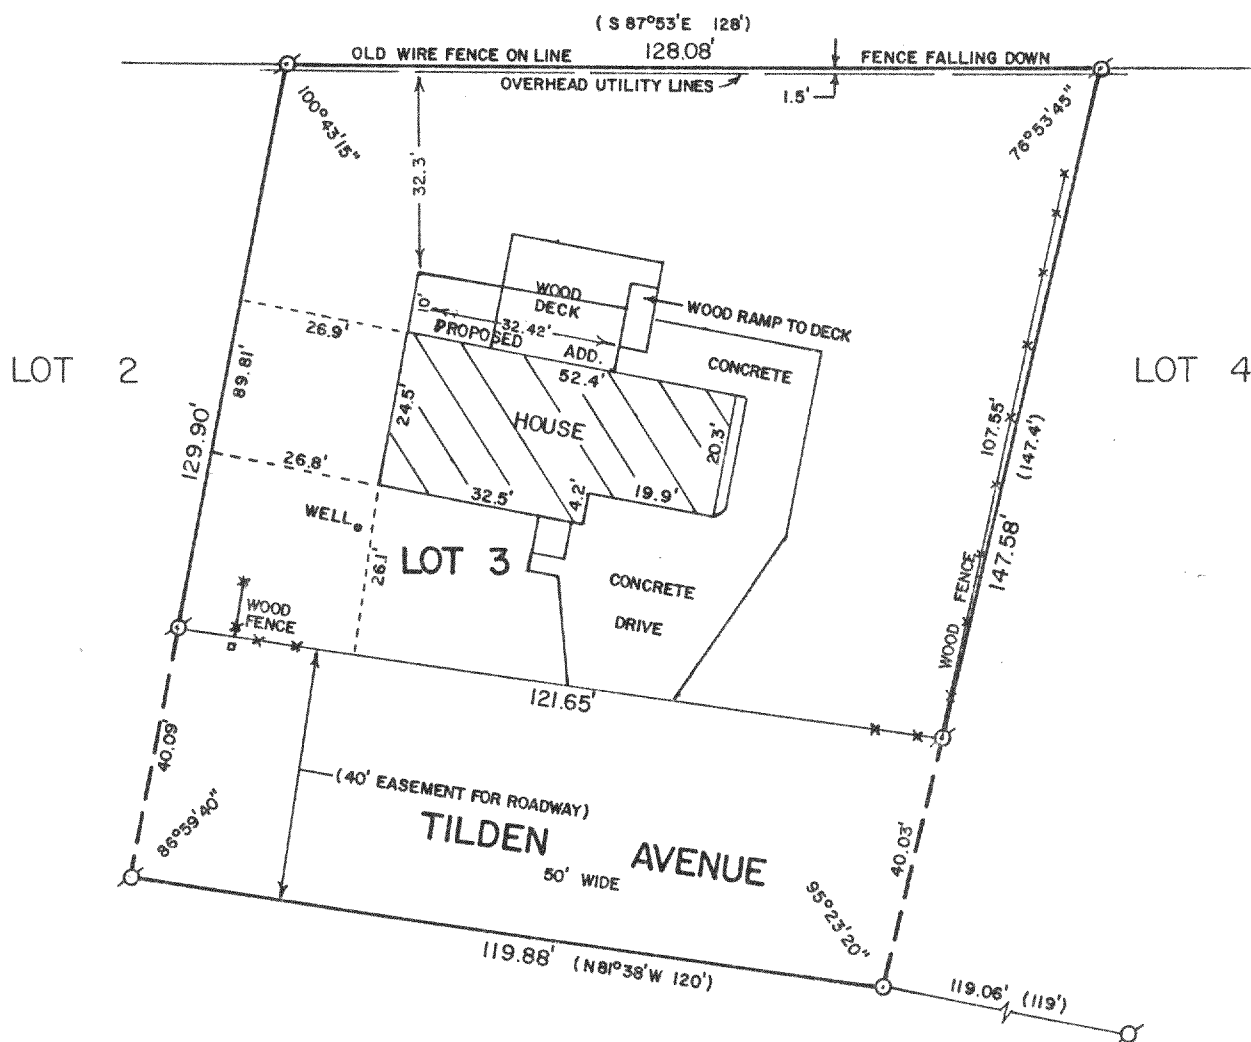 ( S 87°53'E 128')
128.08'
OLD WIRE FENCE ON LINE
FENCE FALLING DOWN
OVERHEAD UTILITY LINES
1.5'
100°43'15"
76°53'45"
32.3'
WOOD
DECK
WOOD RAMP TO DECK
10'
32.42'
PROPOSED ADD.
CONCRETE
26.9'
LOT 2
LOT 4
89.81'
52.4'
24.5'
HOUSE
20.3'
107.55'
(147.4')
129.90'
26.8'
32.5'
4.2'
19.9'
WELL
LOT 3
26.1'
CONCRETE
DRIVE
147.58'
WOOD FENCE
WOOD
FENCE
121.65'
40.09'
(40' EASEMENT FOR ROADWAY)
86°59'40"
TILDEN AVENUE
50' WIDE
40.03'
95°23'20"
119.88' (N81°38'W 120')
119.06' (119')